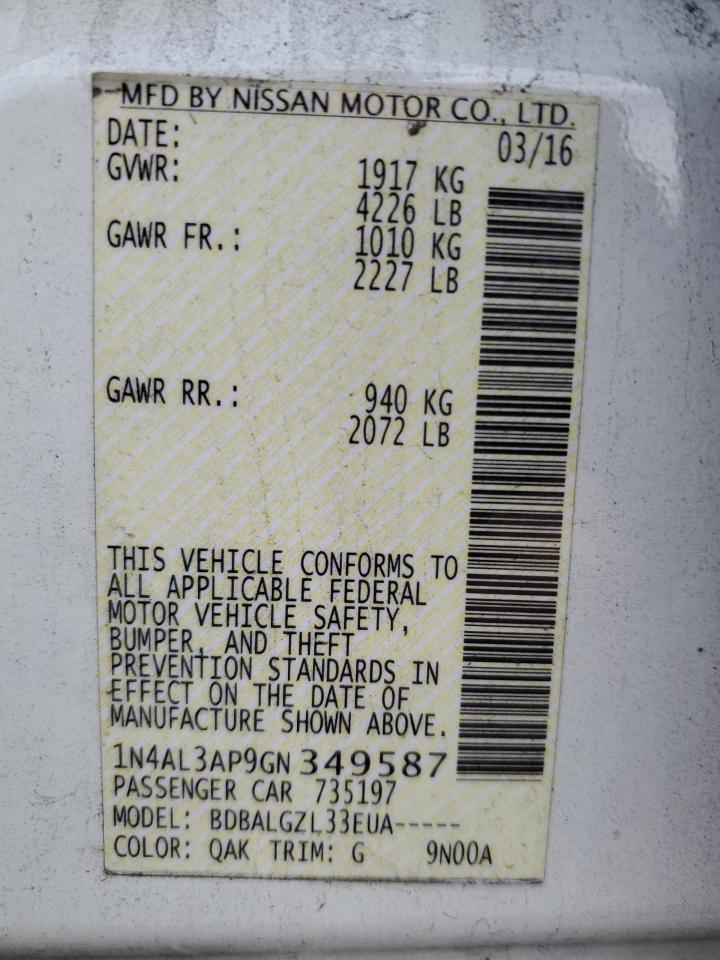 MFD BY NISSAN MOTOR CO., LTD.
DATE: 03/16
GVWR: 1917 KG
4226 LB
GAWR FR.: 1010 KG
2227 LB
GAWR RR.: 940 KG
2072 LB
THIS VEHICLE CONFORMS TO
ALL APPLICABLE FEDERAL
MOTOR VEHICLE SAFETY,
BUMPER, AND THEFT
PREVENTION STANDARDS IN
EFFECT ON THE DATE OF
MANUFACTURE SHOWN ABOVE.
1N4AL3AP9GN 349587
PASSENGER CAR 735197
MODEL: BDBALGZL33EUA-----
COLOR: QAK TRIM: G 9N00A